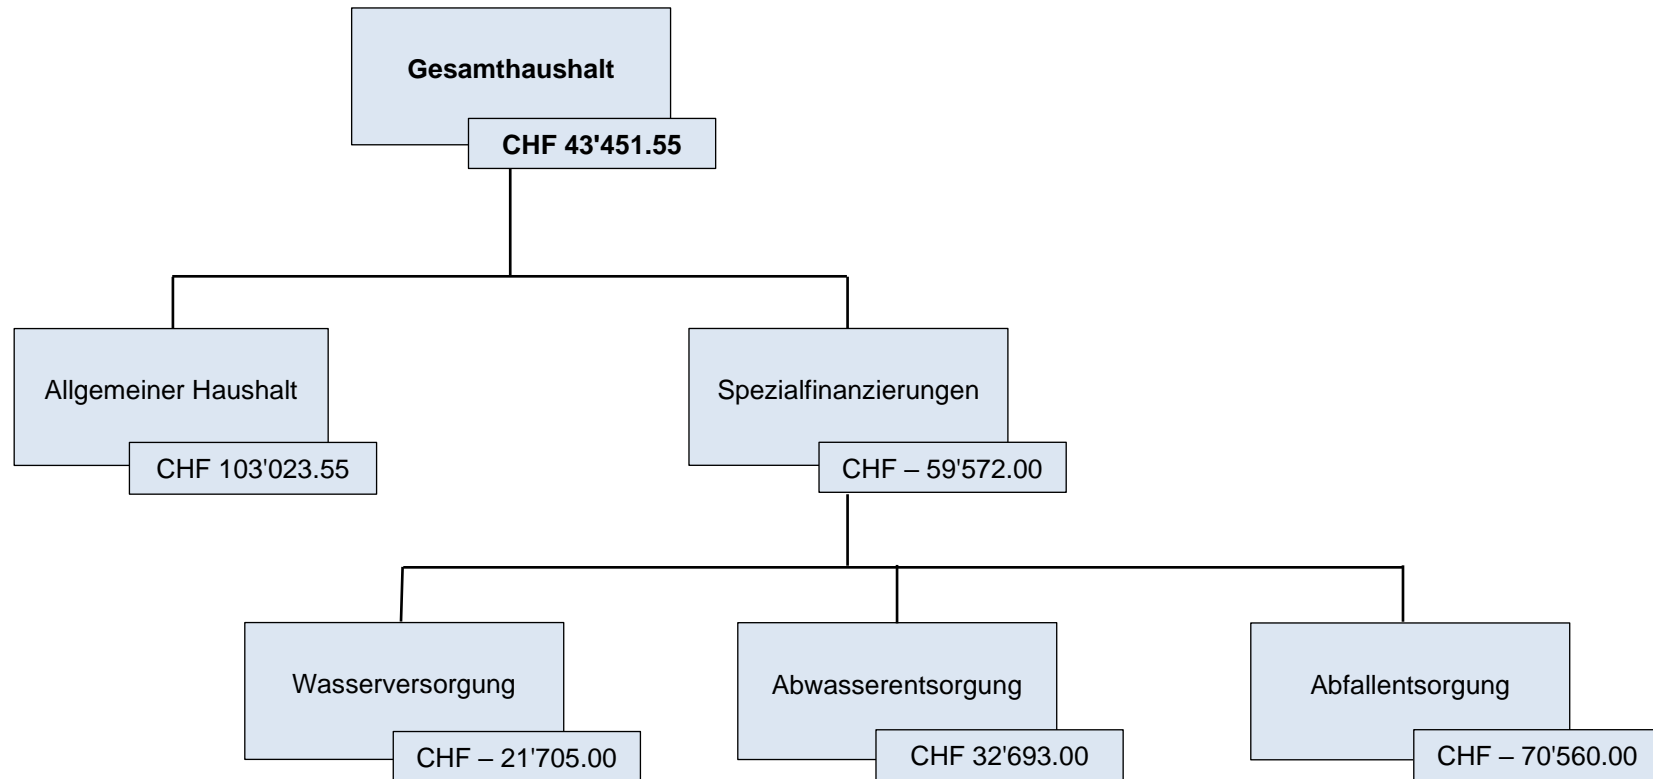 Gesamthaushalt
CHF 43'451.55
Allgemeiner Haushalt
CHF 103'023.55
Spezialfinanzierungen
CHF – 59'572.00
Wasserversorgung
CHF – 21'705.00
Abwasserentsorgung
CHF 32'693.00
Abfallentsorgung
CHF – 70'560.00